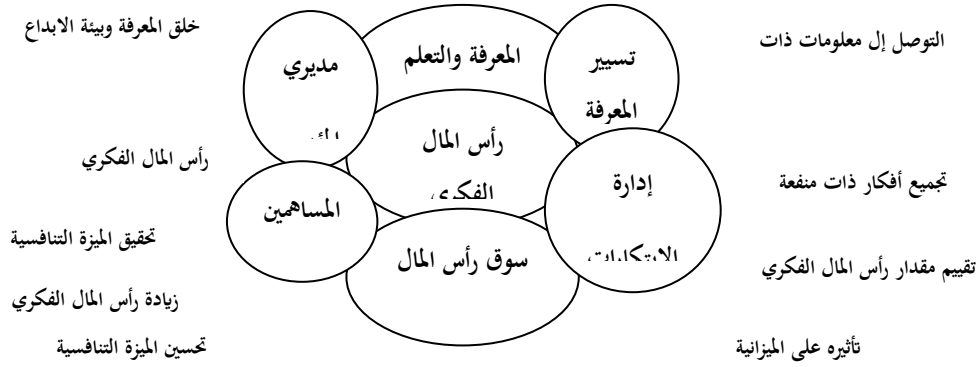 خلق المعرفة وبيئة الابداع
التوصل إل معلومات ذات
المعرفة والتعلم
مديري
تسيير
المعرفة
رأس المال
الفكري
رأس المال الفكري
إدارة
الابتكارات
تجميع أفكار ذات منفعة
المساهمين
تحقيق الميزة التنافسية
سوق رأس المال
تقييم مقدار رأس المال الفكري
زيادة رأس المال الفكري
تحسين الميزة التنافسية
تأثيره على الميزانية